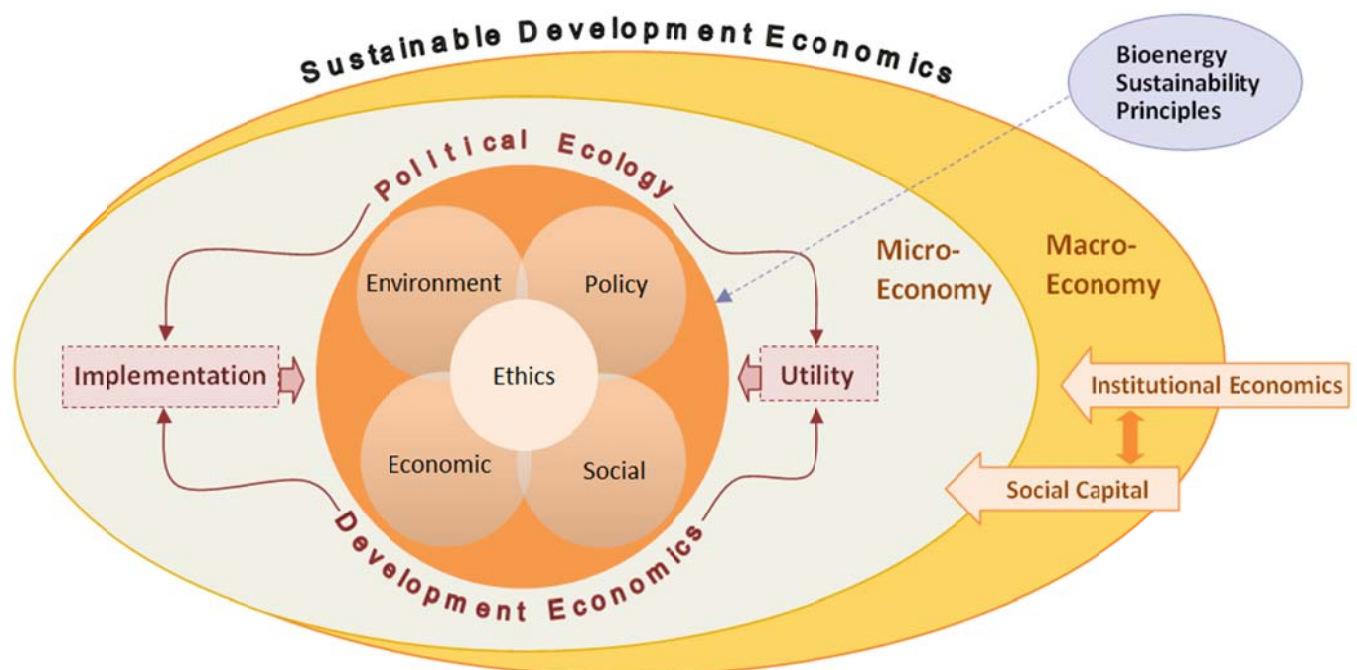 Sustainable Development Economics
Bioenergy
Sustainability
Principles
Political Ecology
Micro-
Economy
Macro-
Economy
Environment
Policy
Implementation
Ethics
Utility
Institutional Economics
Economic
Social
Social Capital
Development Economics